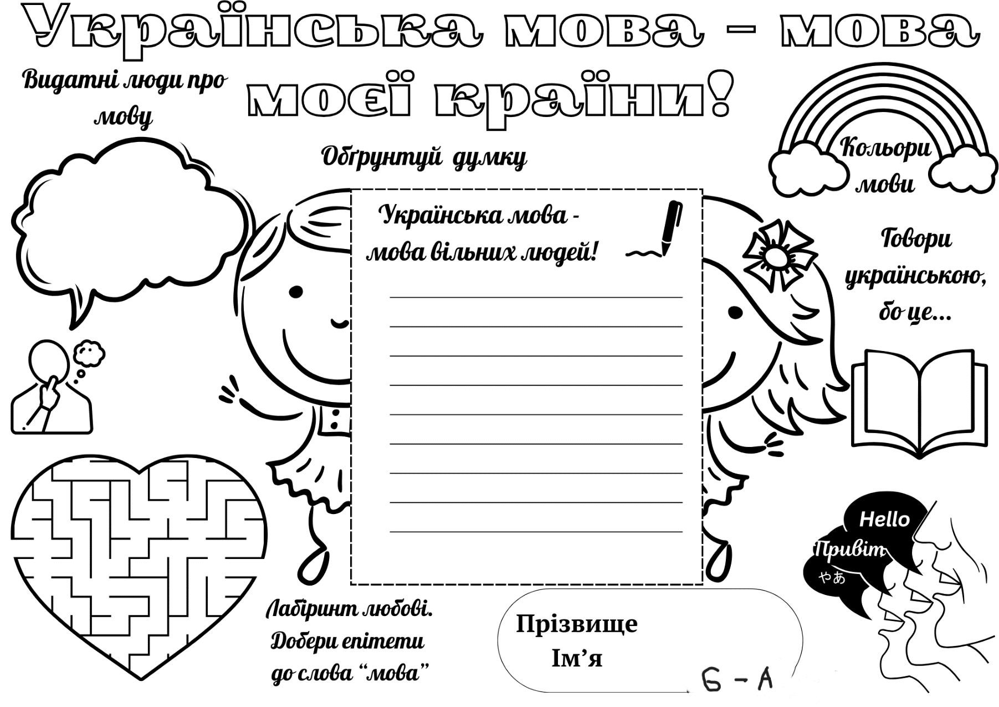 Українська мова – мова
моєї країни!
Видатні люди про
мову
Обґрунтуй думку
Кольори
мови
Українська мова -
мова вільних людей!
Говори
українською,
бо це...
Hello
Привіт
やあ
Лабіринт любові.
Добери епітети
до слова “мова”
Прізвище
Ім’я
6 - А